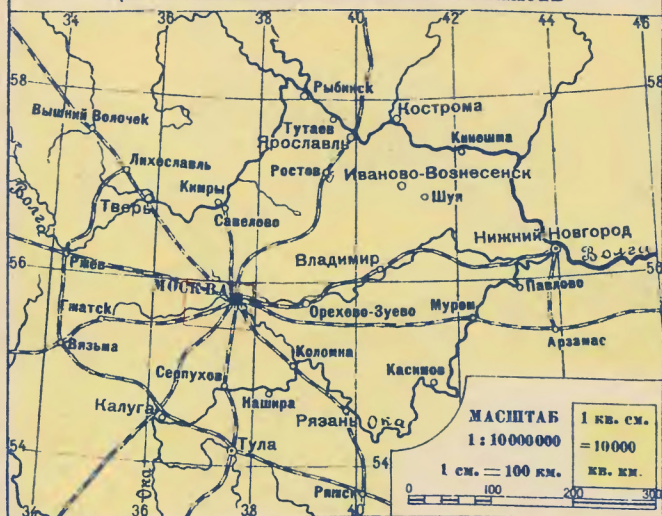 34 36 38 40 42 44 46
58 58
Рыбинск
Вышний Волочек
Кострома
Тутаев
Ярославль
Кинешма
Лихославль
Ростов
Иваново-Вознесенск
Волга
Кимры
Шуя
Тверь
Савелово
Нижний Новгород
Волга
Ржев
56
Владимир
56
МОСКВА
Павлово
Гжатск
Орехово-Зуево
Муром
Арзамас
Вязьма
Коломна
Серпухов
Касимов
Кашира
Калуга
Рязань
Ока
Тула
54
54
Ока
Ряжск
34 36 38 40
МАСШТАБ
1:10000000
1 см. = 100 км.
1 кв. см.
=10000
кв. км.
0 100 200 300